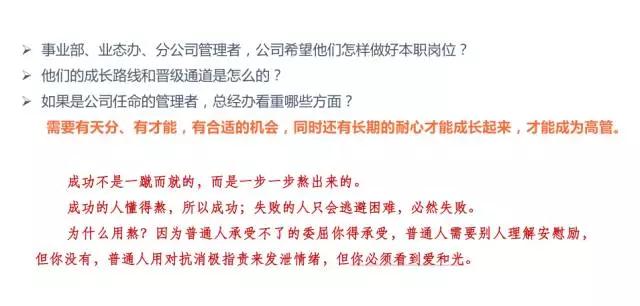 ➢ 事业部、业态办、分公司管理者，公司希望他们怎样做好本职岗位？
➢ 他们的成长路线和晋级通道是怎么的？
➢ 如果是公司任命的管理者，总经办看重哪些方面？
需要有天分、有才能，有合适的机会，同时还有长期的耐心才能成长起来，才能成为高管。
成功不是一蹴而就的，而是一步一步熬出来的。
成功的人懂得熬，所以成功；失败的人只会逃避困难，必然失败。
为什么用熬？因为普通人承受不了的委屈你得承受，普通人需要别人理解安慰励，
但你没有，普通人用对抗消极指责来发泄情绪，但你必须看到爱和光。